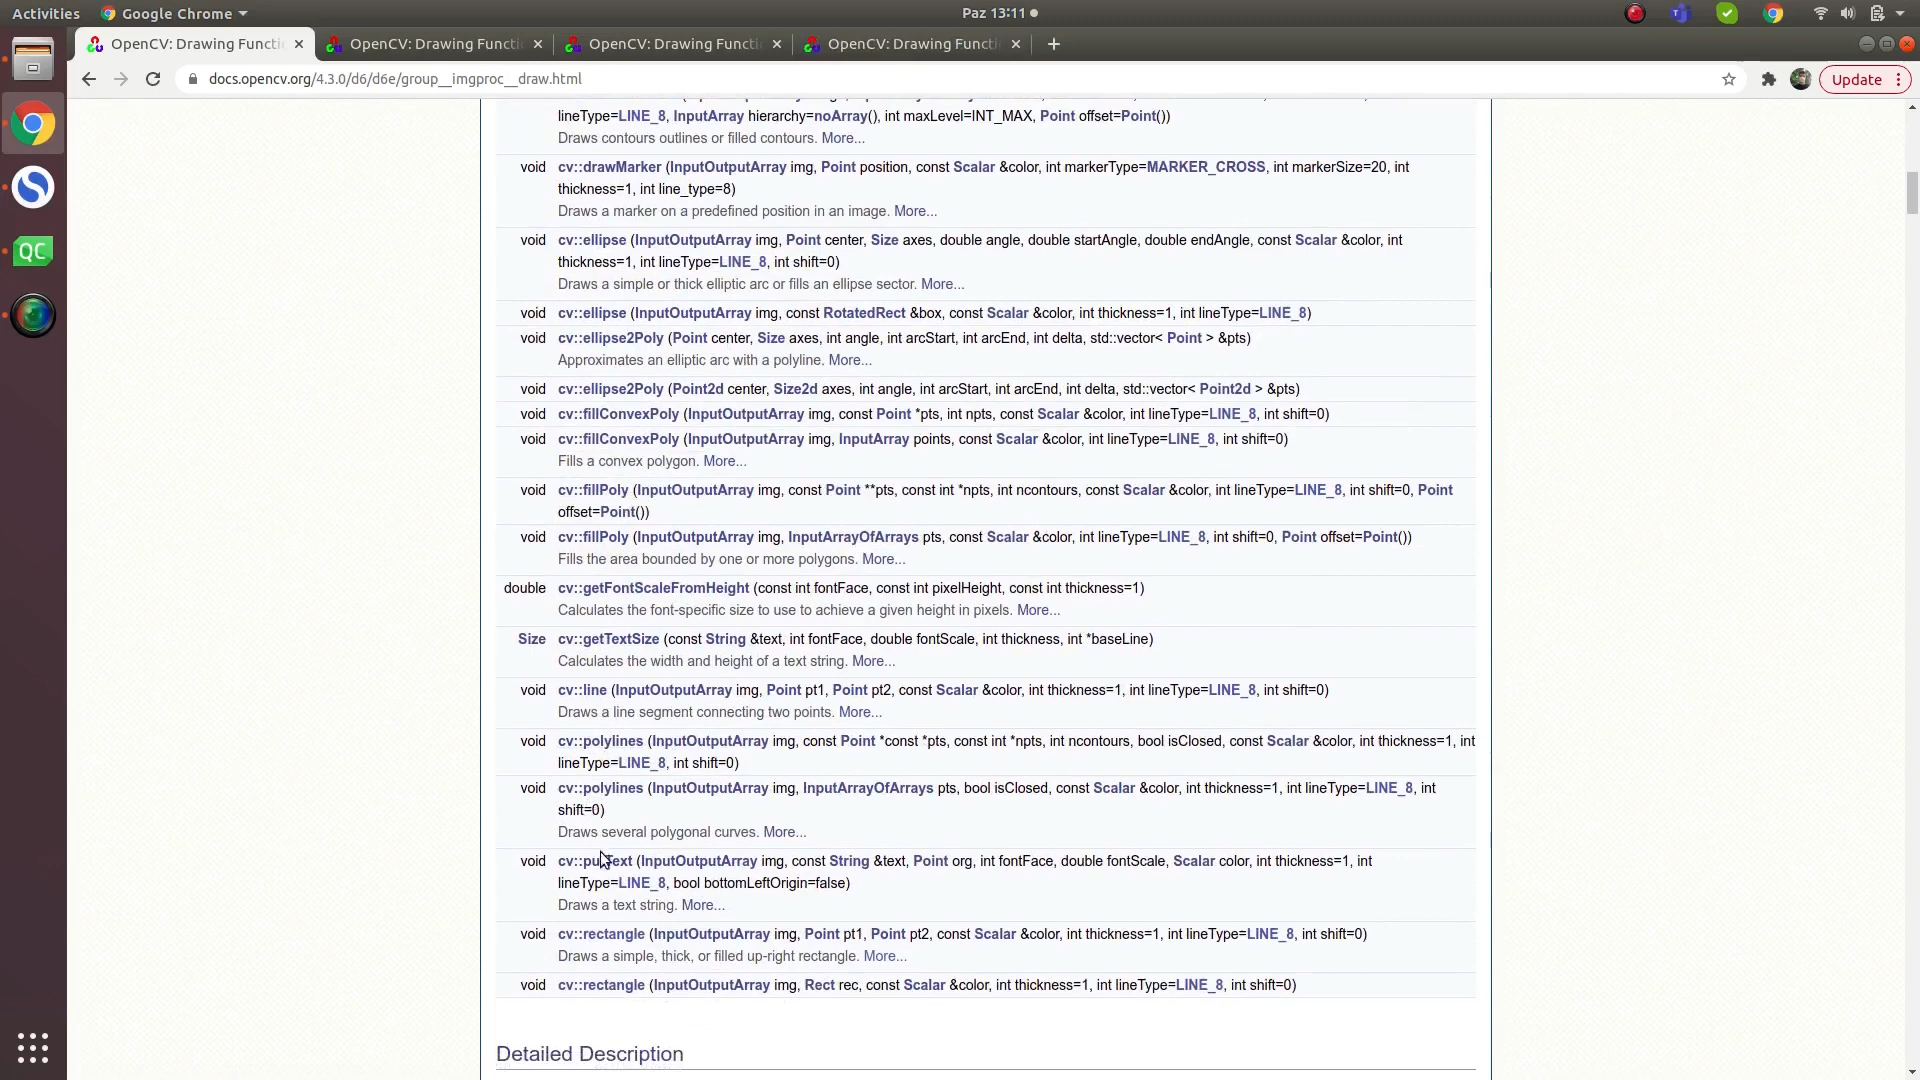 Activities
Google Chrome
Paz 13:11
OpenCV: Drawing Functi
OpenCV: Drawing Functi
OpenCV: Drawing Functi
OpenCV: Drawing Functi
docs.opencv.org/4.3.0/d6/d6e/group__imgproc__draw.html
Update
lineType=LINE_8, InputArray hierarchy=noArray(), int maxLevel=INT_MAX, Point offset=Point())
Draws contours outlines or filled contours. More...
void cv::drawMarker (InputOutputArray img, Point position, const Scalar &color, int markerType=MARKER_CROSS, int markerSize=20, int
thickness=1, int line_type=8)
Draws a marker on a predefined position in an image. More...
void cv::ellipse (InputOutputArray img, Point center, Size axes, double angle, double startAngle, double endAngle, const Scalar &color, int
thickness=1, int lineType=LINE_8, int shift=0)
Draws a simple or thick elliptic arc or fills an ellipse sector. More...
void cv::ellipse (InputOutputArray img, const RotatedRect &box, const Scalar &color, int thickness=1, int lineType=LINE_8)
void cv::ellipse2Poly (Point center, Size axes, int angle, int arcStart, int arcEnd, int delta, std::vector< Point > &pts)
Approximates an elliptic arc with a polyline. More...
void cv::ellipse2Poly (Point2d center, Size2d axes, int angle, int arcStart, int arcEnd, int delta, std::vector< Point2d > &pts)
void cv::fillConvexPoly (InputOutputArray img, const Point *pts, int npts, const Scalar &color, int lineType=LINE_8, int shift=0)
void cv::fillConvexPoly (InputOutputArray img, InputArray points, const Scalar &color, int lineType=LINE_8, int shift=0)
Fills a convex polygon. More...
void cv::fillPoly (InputOutputArray img, const Point **pts, const int *npts, int ncontours, const Scalar &color, int lineType=LINE_8, int shift=0, Point
offset=Point())
void cv::fillPoly (InputOutputArray img, InputArrayOfArrays pts, const Scalar &color, int lineType=LINE_8, int shift=0, Point offset=Point())
Fills the area bounded by one or more polygons. More...
double cv::getFontScaleFromHeight (const int fontFace, const int pixelHeight, const int thickness=1)
Calculates the font-specific size to use to achieve a given height in pixels. More...
Size cv::getTextSize (const String &text, int fontFace, double fontScale, int thickness, int *baseLine)
Calculates the width and height of a text string. More...
void cv::line (InputOutputArray img, Point pt1, Point pt2, const Scalar &color, int thickness=1, int lineType=LINE_8, int shift=0)
Draws a line segment connecting two points. More...
void cv::polylines (InputOutputArray img, const Point *const *pts, const int *npts, int ncontours, bool isClosed, const Scalar &color, int thickness=1, int
lineType=LINE_8, int shift=0)
void cv::polylines (InputOutputArray img, InputArrayOfArrays pts, bool isClosed, const Scalar &color, int thickness=1, int lineType=LINE_8, int
shift=0)
Draws several polygonal curves. More...
void cv::putText (InputOutputArray img, const String &text, Point org, int fontFace, double fontScale, Scalar color, int thickness=1, int
lineType=LINE_8, bool bottomLeftOrigin=false)
Draws a text string. More...
void cv::rectangle (InputOutputArray img, Point pt1, Point pt2, const Scalar &color, int thickness=1, int lineType=LINE_8, int shift=0)
Draws a simple, thick, or filled up-right rectangle. More...
void cv::rectangle (InputOutputArray img, Rect rec, const Scalar &color, int thickness=1, int lineType=LINE_8, int shift=0)
Detailed Description
QC